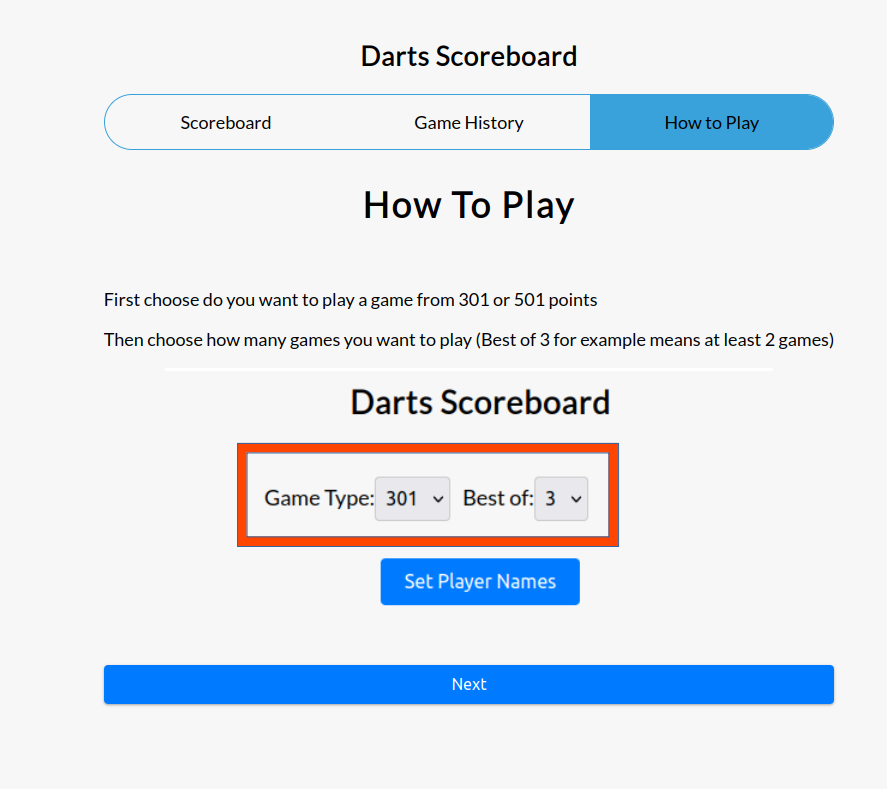 Darts Scoreboard
Scoreboard Game History How to Play
How To Play
First choose do you want to play a game from 301 or 501 points
Then choose how many games you want to play (Best of 3 for example means at least 2 games)
Darts Scoreboard
Game Type: 301 Best of: 3
Set Player Names
Next